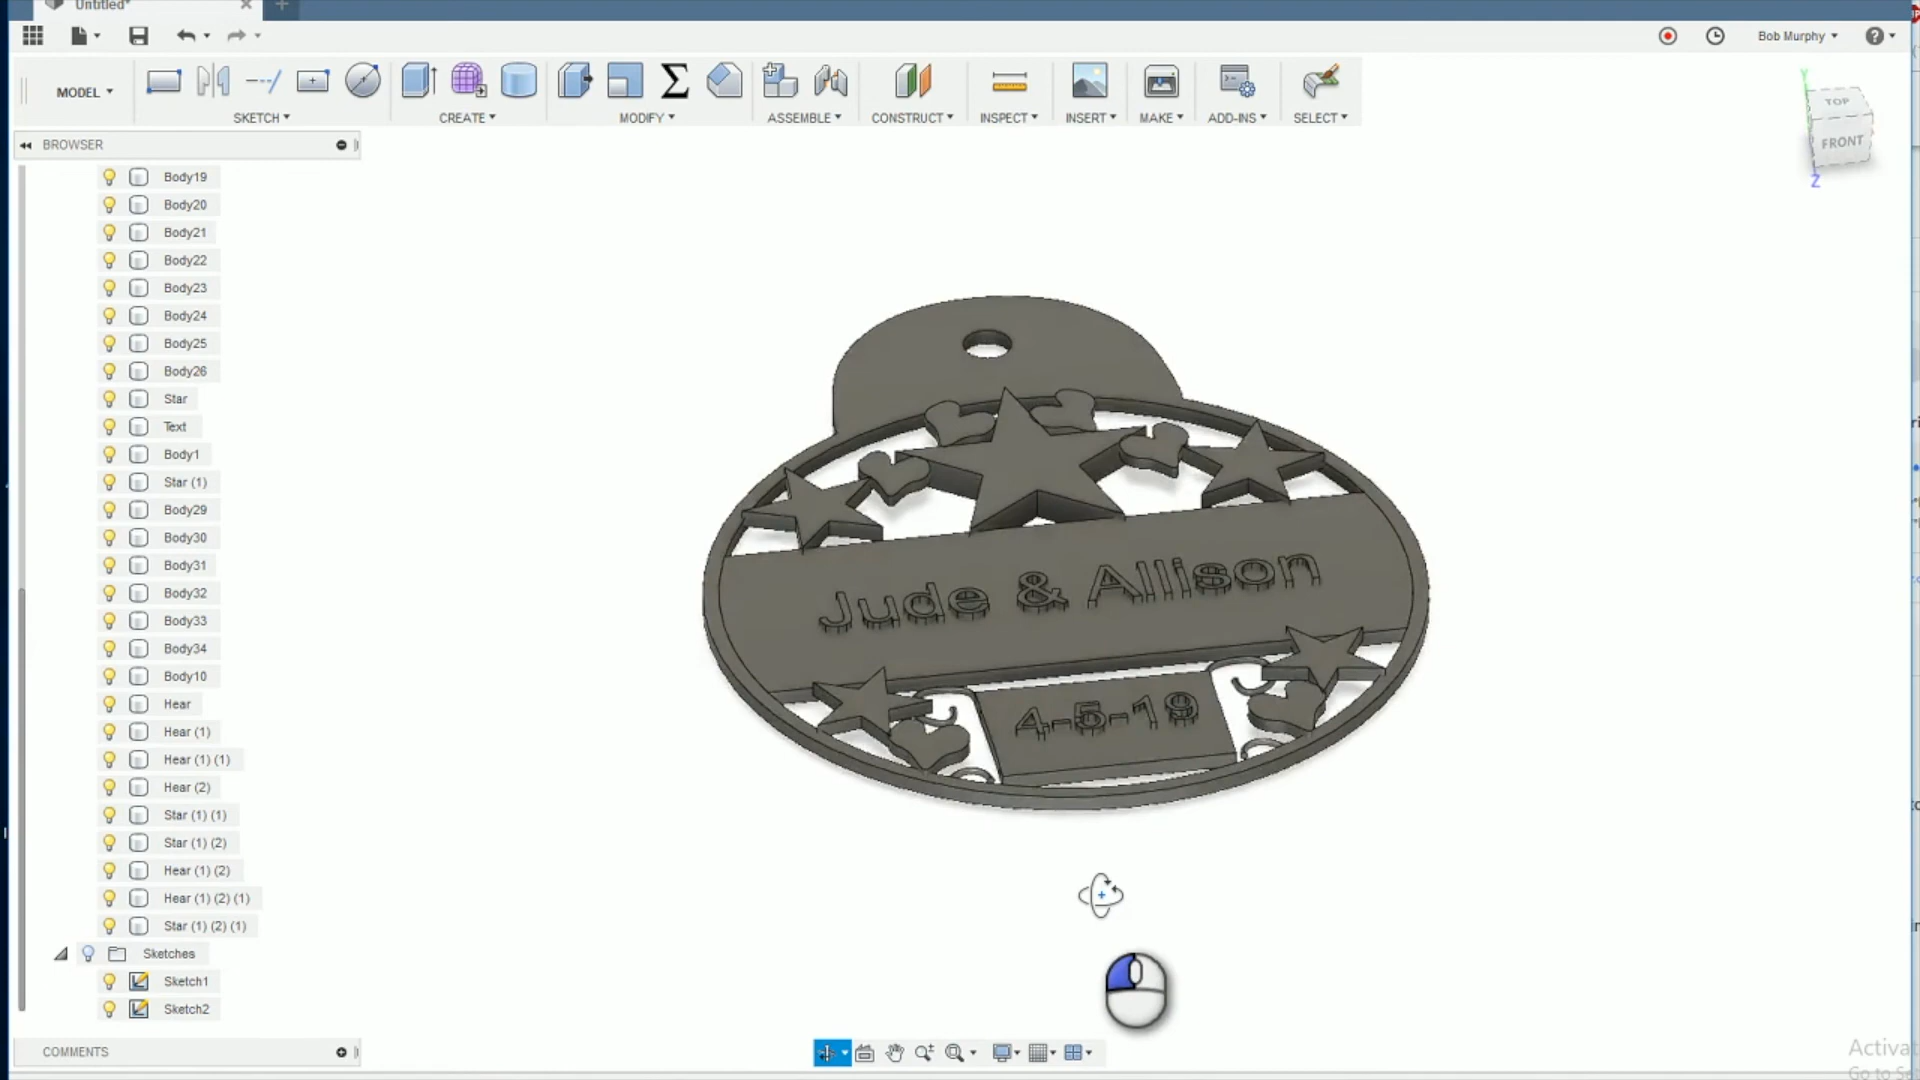 Untitled*
Bob Murphy
MODEL
SKETCH
CREATE
MODIFY
ASSEMBLE
CONSTRUCT
INSPECT
INSERT
MAKE
ADD-INS
SELECT
Y
TOP
FRONT
Z
BROWSER
Body19
Body20
Body21
Body22
Body23
Body24
Body25
Body26
Star
Text
Body1
Star (1)
Body29
Body30
Body31
Body32
Body33
Body34
Body10
Hear
Hear (1)
Hear (1) (1)
Hear (2)
Star (1) (1)
Star (1) (2)
Hear (1) (2)
Hear (1) (2) (1)
Star (1) (2) (1)
Sketches
Sketch1
Sketch2
Jude & Allison
4-5-19
COMMENTS
Activa
Go to Se